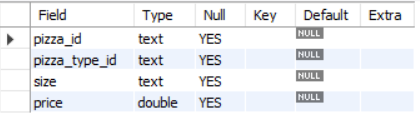 Field Type Null Key Default Extra
pizza_id text YES NULL
pizza_type_id text YES NULL
size text YES NULL
price double YES NULL